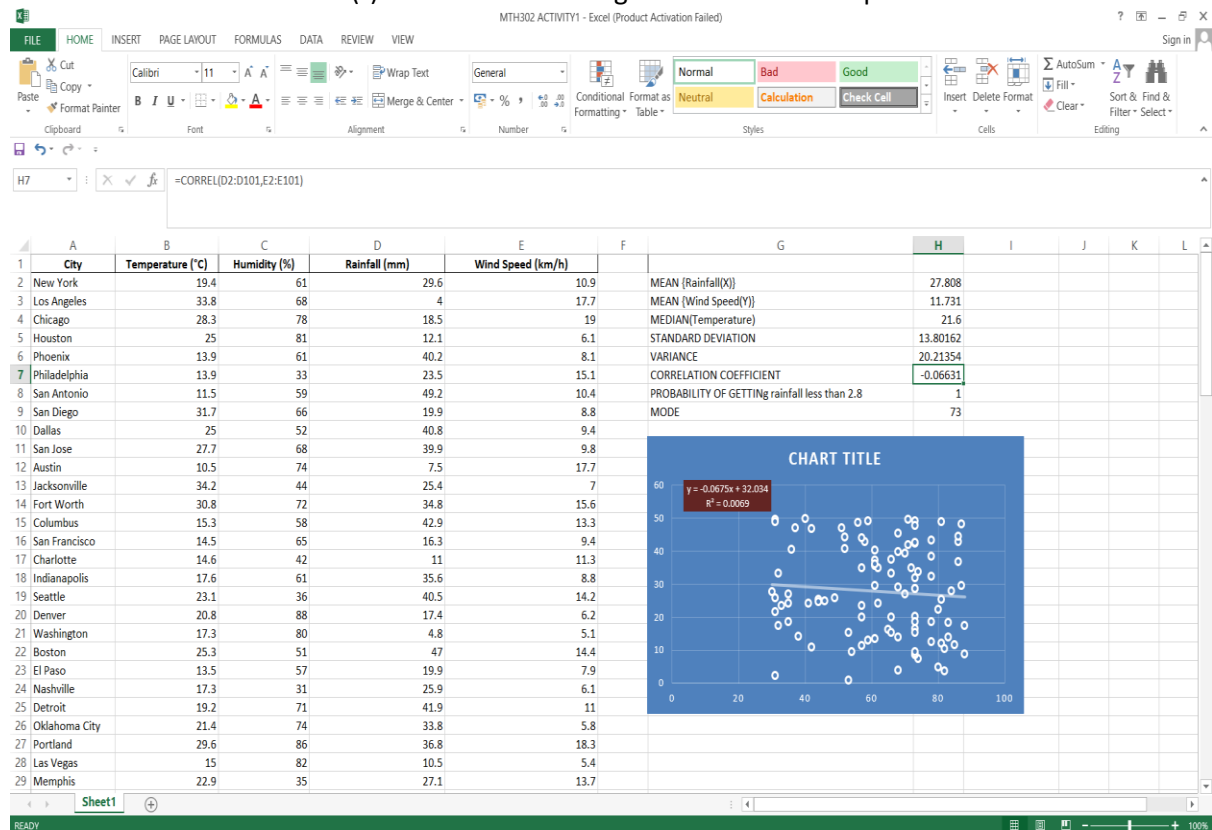 MTH302 ACTIVITY1 - Excel (Product Activation Failed)
FILE HOME INSERT PAGE LAYOUT FORMULAS DATA REVIEW VIEW Sign in
Cut
Copy
Format Painter
Paste
Calibri 11
Wrap Text
Merge & Center
General
Conditional Formatting
Format as Table
Normal Bad Good
Neutral Calculation Check Cell
Insert Delete Format
AutoSum
Fill
Clear
Sort & Filter
Find & Select
Clipboard Font Alignment Number Styles Cells Editing
H7 fx =CORREL(D2:D101,E2:E101)
A B C D E F G H I J K L
1 City Temperature (°C) Humidity (%) Rainfall (mm) Wind Speed (km/h)
2 New York 19.4 61 29.6 10.9 MEAN {Rainfall(X)} 27.808
3 Los Angeles 33.8 68 4 17.7 MEAN {Wind Speed(Y)} 11.731
4 Chicago 28.3 78 18.5 19 MEDIAN(Temperature) 21.6
5 Houston 25 81 12.1 6.1 STANDARD DEVIATION 13.80162
6 Phoenix 13.9 61 40.2 8.1 VARIANCE 20.21354
7 Philadelphia 13.9 33 23.5 15.1 CORRELATION COEFFICIENT -0.06631
8 San Antonio 11.5 59 49.2 10.4 PROBABILITY OF GETTINg rainfall less than 2.8 1
9 San Diego 31.7 66 19.9 8.8 MODE 73
10 Dallas 25 52 40.8 9.4
11 San Jose 27.7 68 39.9 9.8
12 Austin 10.5 74 7.5 17.7
13 Jacksonville 34.2 44 25.4 7
14 Fort Worth 30.8 72 34.8 15.6
15 Columbus 15.3 58 42.9 13.3
16 San Francisco 14.5 65 16.3 9.4
17 Charlotte 14.6 42 11 11.3
18 Indianapolis 17.6 61 35.6 8.8
19 Seattle 23.1 36 40.5 14.2
20 Denver 20.8 88 17.4 6.2
21 Washington 17.3 80 4.8 5.1
22 Boston 25.3 51 47 14.4
23 El Paso 13.5 57 19.9 7.9
24 Nashville 17.3 31 25.9 6.1
25 Detroit 19.2 71 41.9 11
26 Oklahoma City 21.4 74 33.8 5.8
27 Portland 29.6 86 36.8 18.3
28 Las Vegas 15 82 10.5 5.4
29 Memphis 22.9 35 27.1 13.7
CHART TITLE
y = -0.0675x + 32.034
R² = 0.0069
60
50
40
30
20
10
0
0 20 40 60 80 100
Sheet1
READY 100%